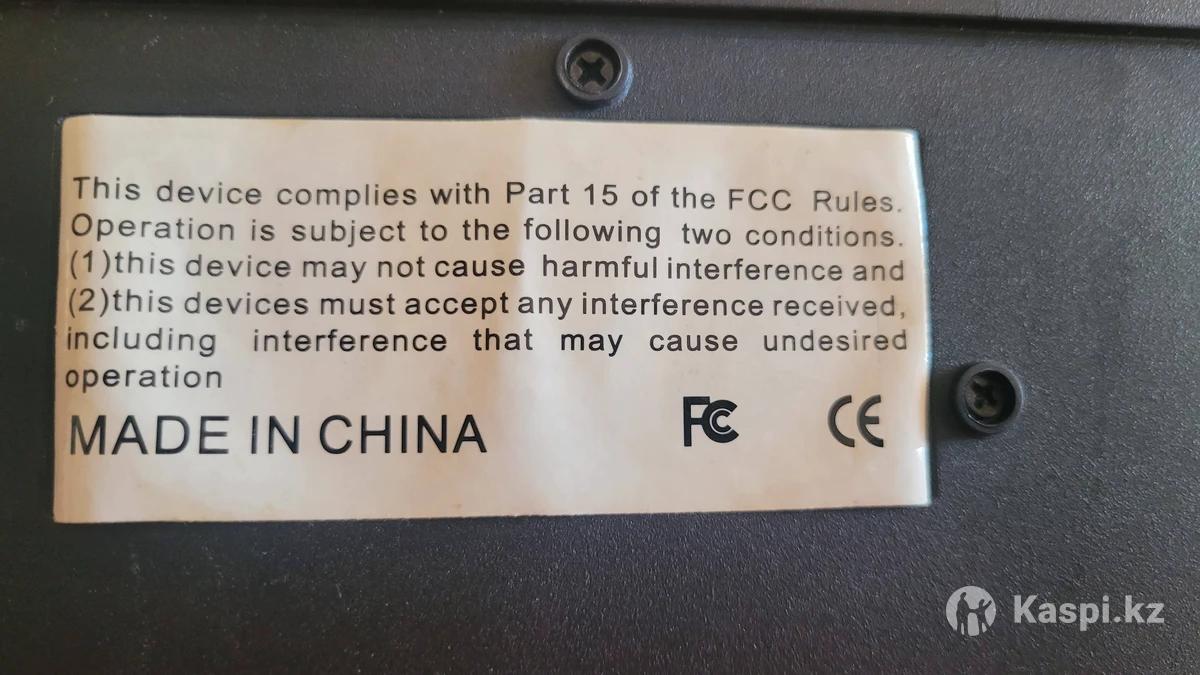 This device complies with Part 15 of the FCC Rules.
Operation is subject to the following two conditions.
(1)this device may not cause harmful interference and
(2)this devices must accept any interference received,
including interference that may cause undesired
operation
MADE IN CHINA
FC CE
Kaspi.kz